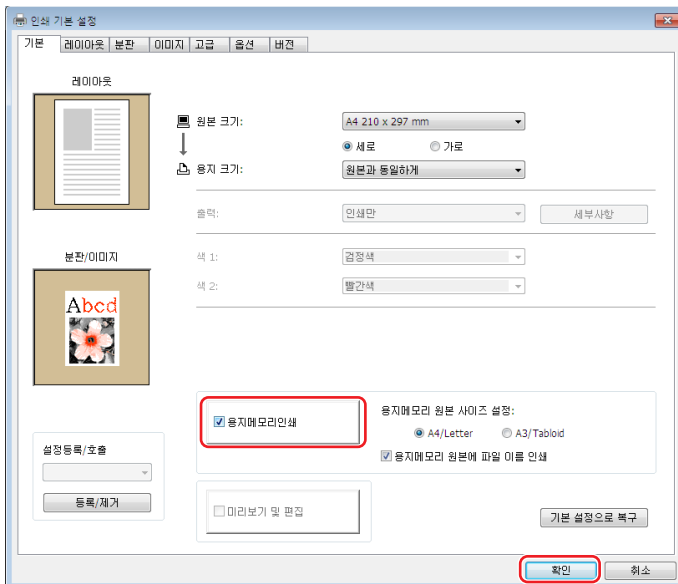 인쇄 기본 설정
기본 레이아웃 분판 이미지 고급 옵션 버전
레이아웃
원본 크기: A4 210 x 297 mm
세로 가로
용지 크기: 원본과 동일하게
출력: 인쇄만 세부사항
분판/이미지
색 1: 검정색
색 2: 빨간색
Abcd
용지메모리인쇄
용지메모리 원본 사이즈 설정:
A4/Letter A3/Tabloid
용지메모리 원본에 파일 이름 인쇄
설정등록/호출
등록/제거
미리보기 및 편집
기본 설정으로 복구
확인 취소